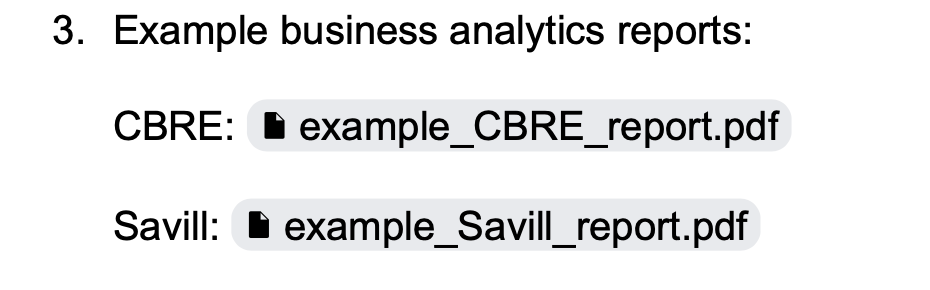 3. Example business analytics reports:
CBRE: example_CBRE_report.pdf
Savill: example_Savill_report.pdf